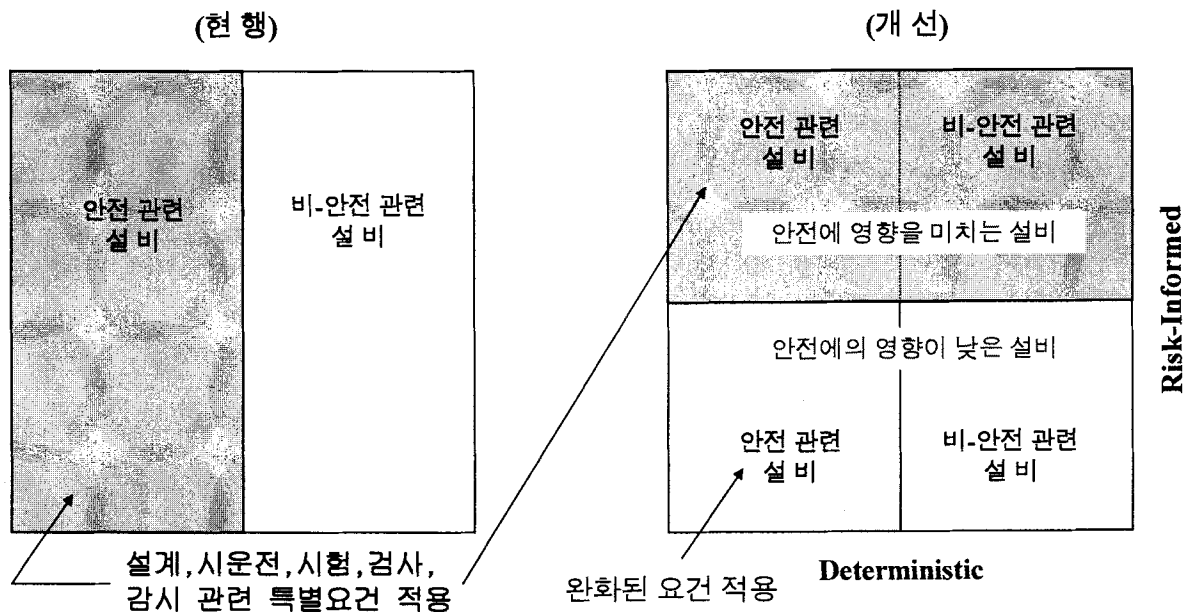 (현 행)
안전 관련
설 비
비-안전 관련
설 비
설계, 시운전, 시험, 검사,
감시 관련 특별요건 적용
(개 선)
안전 관련
설 비
비-안전 관련
설 비
안전에 영향을 미치는 설비
안전에의 영향이 낮은 설비
안전 관련
설 비
비-안전 관련
설 비
Risk-Informed
완화된 요건 적용
Deterministic